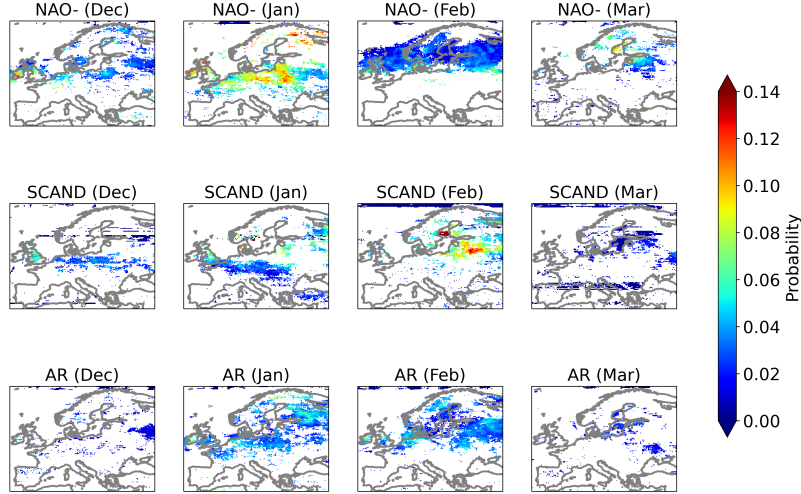 NAO- (Dec)
NAO- (Jan)
NAO- (Feb)
NAO- (Mar)
SCAND (Dec)
SCAND (Jan)
SCAND (Feb)
SCAND (Mar)
AR (Dec)
AR (Jan)
AR (Feb)
AR (Mar)
0.14
0.12
0.10
0.08
0.06
0.04
0.02
0.00
Probability